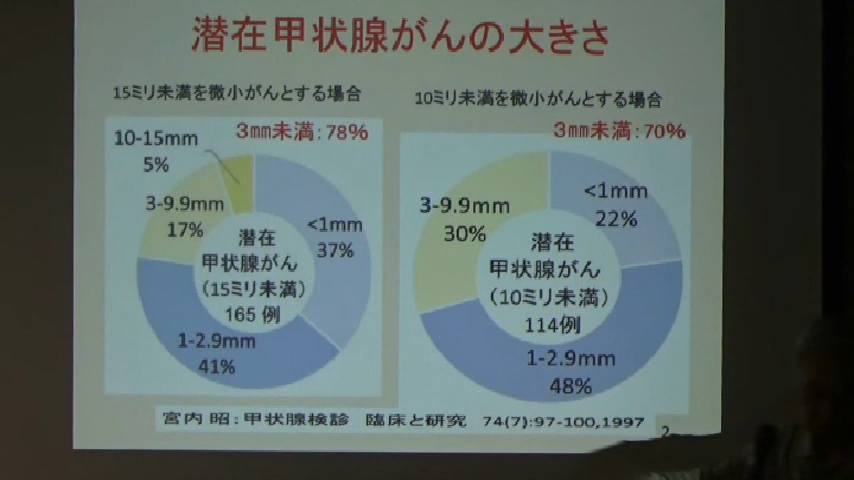 潜在甲状腺がんの大きさ
15ミリ未満を微小がんとする場合
3mm未満:78%
10-15mm
5%
3-9.9mm
17%
<1mm
37%
潜在
甲状腺がん
(15ミリ未満)
165 例
1-2.9mm
41%
10ミリ未満を微小がんとする場合
3mm未満:70%
3-9.9mm
30%
<1mm
22%
潜在
甲状腺がん
(10ミリ未満)
114例
1-2.9mm
48%
宮内 昭:甲状腺検診 臨床と研究 74(7):97-100,1997
2